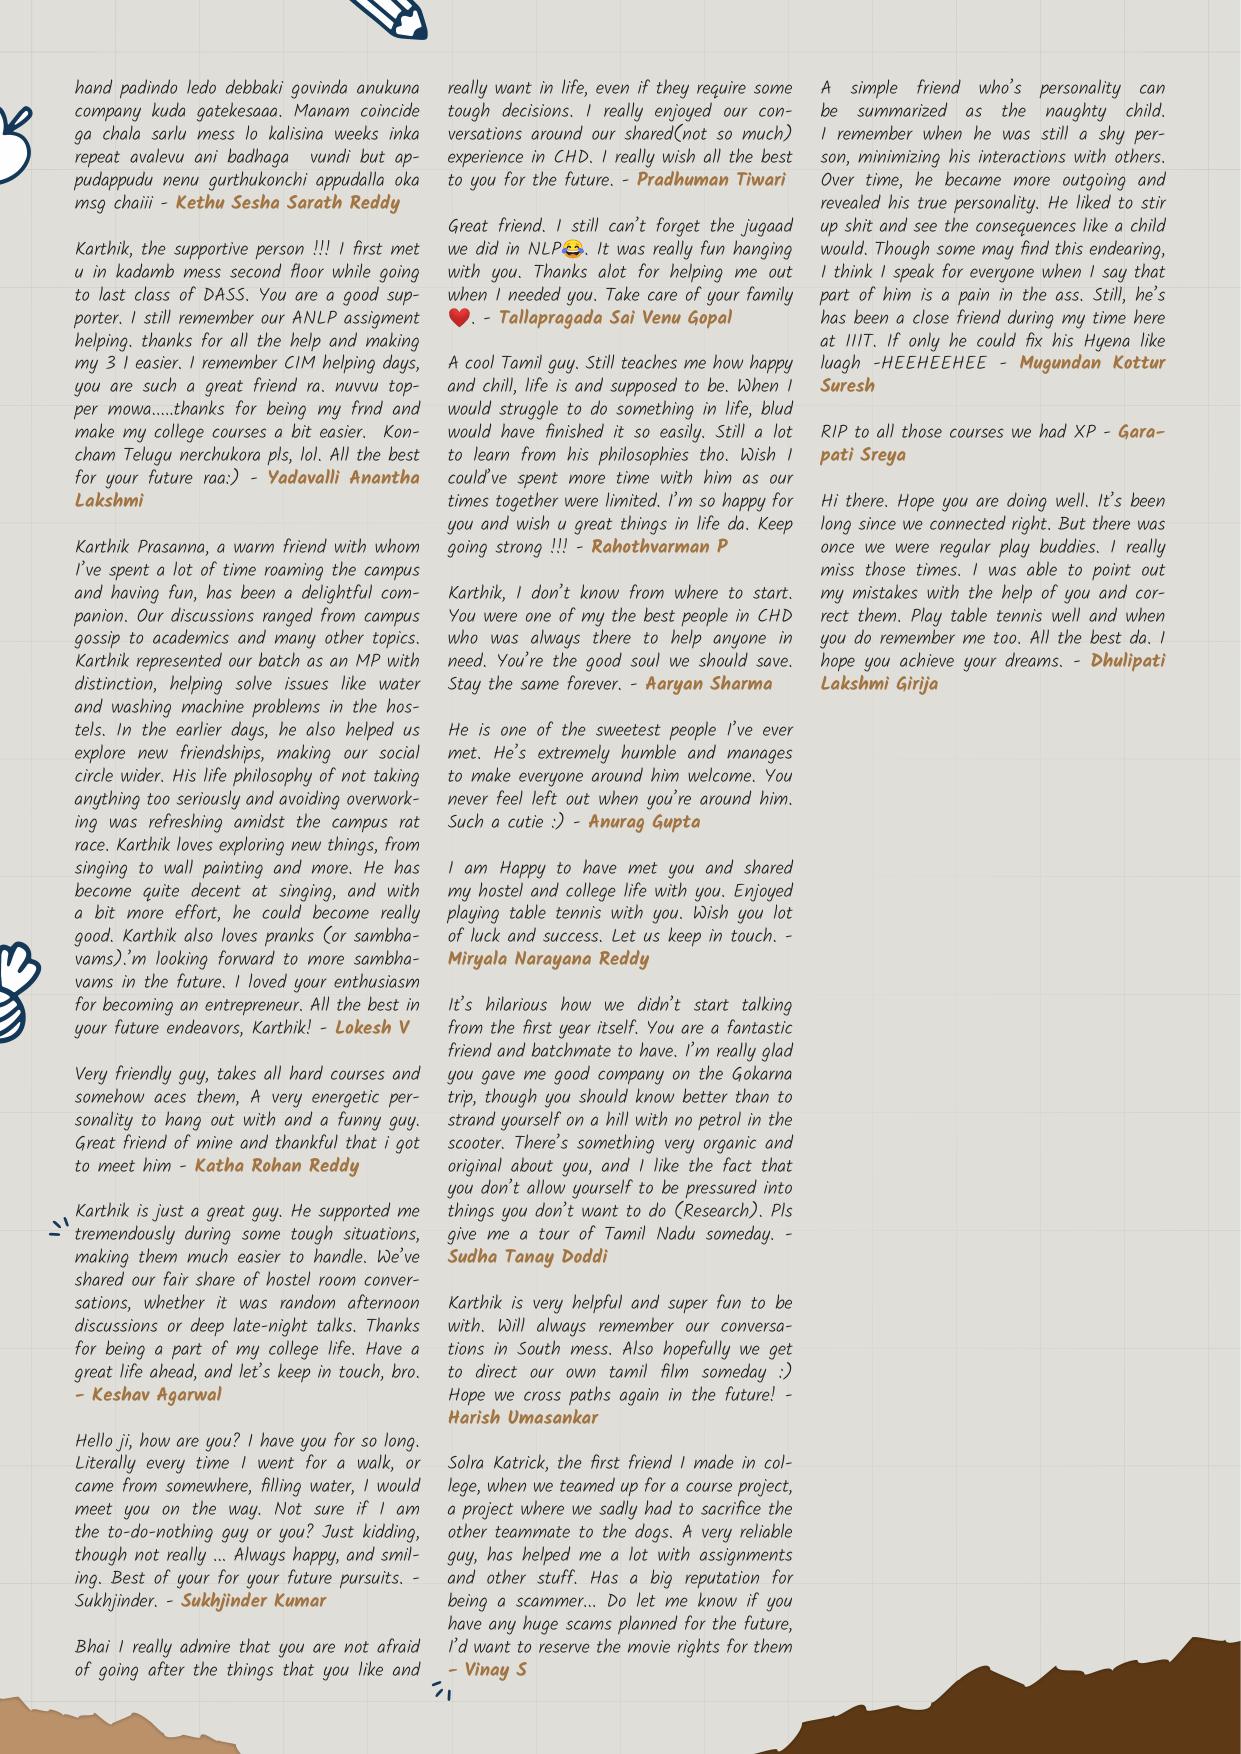 hand padindo ledo debbaki govinda anukuna
company kuda gatekesaaa. Manam coincide
ga chala sarlu mess lo kalisina weeks inka
repeat avalevu ani badhaga vundi but ap-
pudappudu nenu gurthukonchi appudalla oka
msg chaiii - Kethu Sesha Sarath Reddy

Karthik, the supportive person !!! I first met
u in kadamb mess second floor while going
to last class of DASS. You are a good sup-
porter. I still remember our ANLP assigment
helping. thanks for all the help and making
my 3 1 easier. I remember CIM helping days,
you are such a great friend ra. nuvvu top-
per mowa.....thanks for being my frnd and
make my college courses a bit easier. Kon-
cham Telugu nerchukora pls, lol. All the best
for your future raa:) - Yadavalli Anantha
Lakshmi

Karthik Prasanna, a warm friend with whom
I've spent a lot of time roaming the campus
and having fun, has been a delightful com-
panion. Our discussions ranged from campus
gossip to academics and many other topics.
Karthik represented our batch as an MP with
distinction, helping solve issues like water
and washing machine problems in the hos-
tels. In the earlier days, he also helped us
explore new friendships, making our social
circle wider. His life philosophy of not taking
anything too seriously and avoiding overwork-
ing was refreshing amidst the campus rat
race. Karthik loves exploring new things, from
singing to wall painting and more. He has
become quite decent at singing, and with
a bit more effort, he could become really
good. Karthik also loves pranks (or sambha-
vams).'m looking forward to more sambha-
vams in the future. I loved your enthusiasm
for becoming an entrepreneur. All the best in
your future endeavors, Karthik! - Lokesh V

Very friendly guy, takes all hard courses and
somehow aces them, A very energetic per-
sonality to hang out with and a funny guy.
Great friend of mine and thankful that i got
to meet him - Katha Rohan Reddy

Karthik is just a great guy. He supported me
tremendously during some tough situations,
making them much easier to handle. We've
shared our fair share of hostel room conver-
sations, whether it was random afternoon
discussions or deep late-night talks. Thanks
for being a part of my college life. Have a
great life ahead, and let's keep in touch, bro.
- Keshav Agarwal

Hello ji, how are you? I have you for so long.
Literally every time I went for a walk, or
came from somewhere, filling water, I would
meet you on the way. Not sure if I am
the to-do-nothing guy or you? Just kidding,
though not really ... Always happy, and smil-
ing. Best of your for your future pursuits. -
Sukhjinder. - Sukhjinder Kumar

Bhai I really admire that you are not afraid
of going after the things that you like and
really want in life, even if they require some
tough decisions. I really enjoyed our con-
versations around our shared(not so much)
experience in CHD. I really wish all the best
to you for the future. - Pradhuman Tiwari

Great friend. I still can't forget the jugaad
we did in NLP😂. It was really fun hanging
with you. Thanks alot for helping me out
when I needed you. Take care of your family
❤️. - Tallapragada Sai Venu Gopal

A cool Tamil guy. Still teaches me how happy
and chill, life is and supposed to be. When I
would struggle to do something in life, blud
would have finished it so easily. Still a lot
to learn from his philosophies tho. Wish I
could've spent more time with him as our
times together were limited. I'm so happy for
you and wish u great things in life da. Keep
going strong !!! - Rahothvarman P

Karthik, I don't know from where to start.
You were one of my the best people in CHD
who was always there to help anyone in
need. You're the good soul we should save.
Stay the same forever. - Aaryan Sharma

He is one of the sweetest people I've ever
met. He's extremely humble and manages
to make everyone around him welcome. You
never feel left out when you're around him.
Such a cutie :) - Anurag Gupta

I am Happy to have met you and shared
my hostel and college life with you. Enjoyed
playing table tennis with you. Wish you lot
of luck and success. Let us keep in touch. -
Miryala Narayana Reddy

It's hilarious how we didn't start talking
from the first year itself. You are a fantastic
friend and batchmate to have. I'm really glad
you gave me good company on the Gokarna
trip, though you should know better than to
strand yourself on a hill with no petrol in the
scooter. There's something very organic and
original about you, and I like the fact that
you don't allow yourself to be pressured into
things you don't want to do (Research). Pls
give me a tour of Tamil Nadu someday. -
Sudha Tanay Doddi

Karthik is very helpful and super fun to be
with. Will always remember our conversa-
tions in South mess. Also hopefully we get
to direct our own tamil film someday :)
Hope we cross paths again in the future! -
Harish Umasankar

Solra Katrick, the first friend I made in col-
lege, when we teamed up for a course project,
a project where we sadly had to sacrifice the
other teammate to the dogs. A very reliable
guy, has helped me a lot with assignments
and other stuff. Has a big reputation for
being a scammer... Do let me know if you
have any huge scams planned for the future,
I'd want to reserve the movie rights for them
- Vinay S

A simple friend who's personality can
be summarized as the naughty child.
I remember when he was still a shy per-
son, minimizing his interactions with others.
Over time, he became more outgoing and
revealed his true personality. He liked to stir
up shit and see the consequences like a child
would. Though some may find this endearing,
I think I speak for everyone when I say that
part of him is a pain in the ass. Still, he's
has been a close friend during my time here
at IIIT. If only he could fix his Hyena like
luagh -HEEHEEHEE - Mugundan Kottur
Suresh

RIP to all those courses we had XP - Gara-
pati Sreya

Hi there. Hope you are doing well. It's been
long since we connected right. But there was
once we were regular play buddies. I really
miss those times. I was able to point out
my mistakes with the help of you and cor-
rect them. Play table tennis well and when
you do remember me too. All the best da. I
hope you achieve your dreams. - Dhulipati
Lakshmi Girija